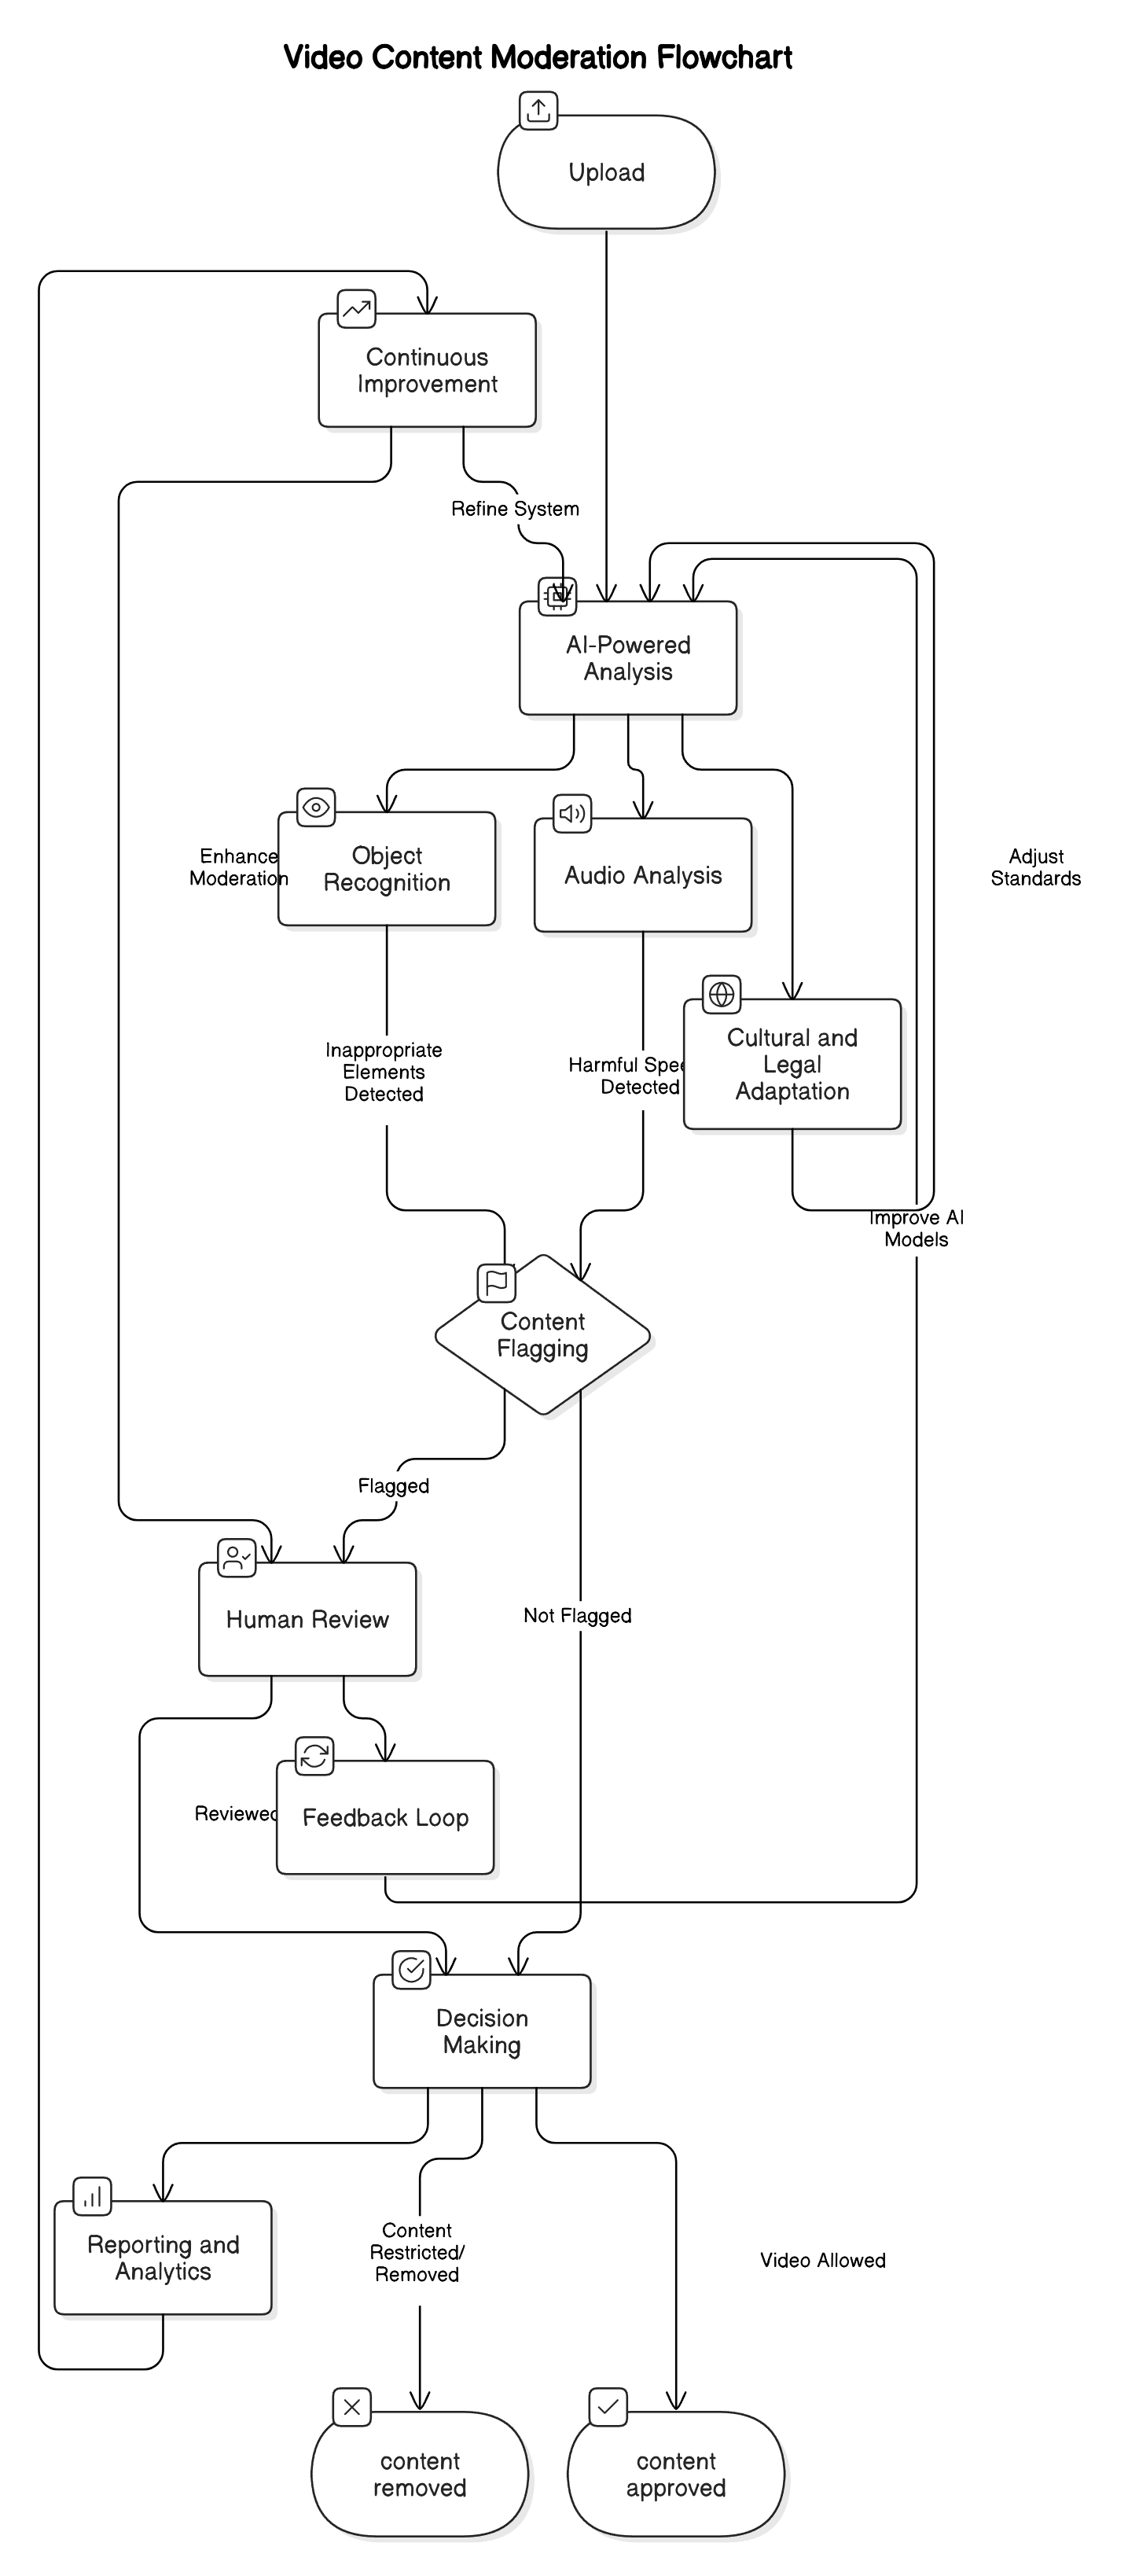 Video Content Moderation Flowchart
Upload
Continuous
Improvement
Refine System
AI-Powered
Analysis
Enhance
Moderation
Object
Recognition
Audio Analysis
Adjust
Standards
Cultural and
Legal
Adaptation
Inappropriate
Elements
Detected
Harmful Spee
Detected
Improve AI
Models
Content
Flagging
Flagged
Not Flagged
Human Review
Reviewed
Feedback Loop
Decision
Making
Reporting and
Analytics
Content
Restricted/
Removed
Video Allowed
content
removed
content
approved